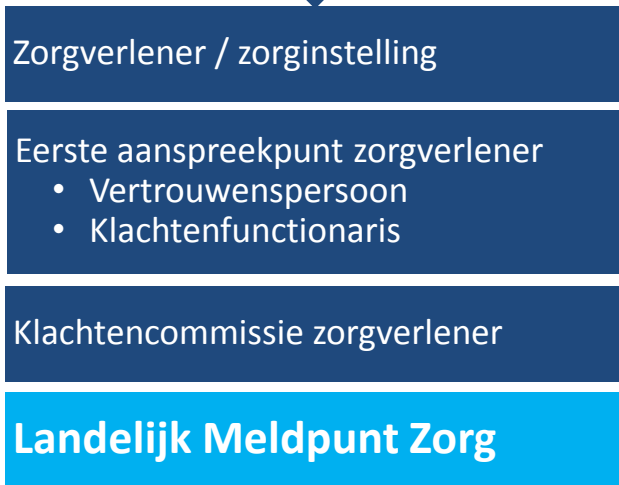 Zorgverlener / zorginstelling
Eerste aanspreekpunt zorgverlener
• Vertrouwenspersoon
• Klachtenfunctionaris
Klachtencommissie zorgverlener
Landelijk Meldpunt Zorg